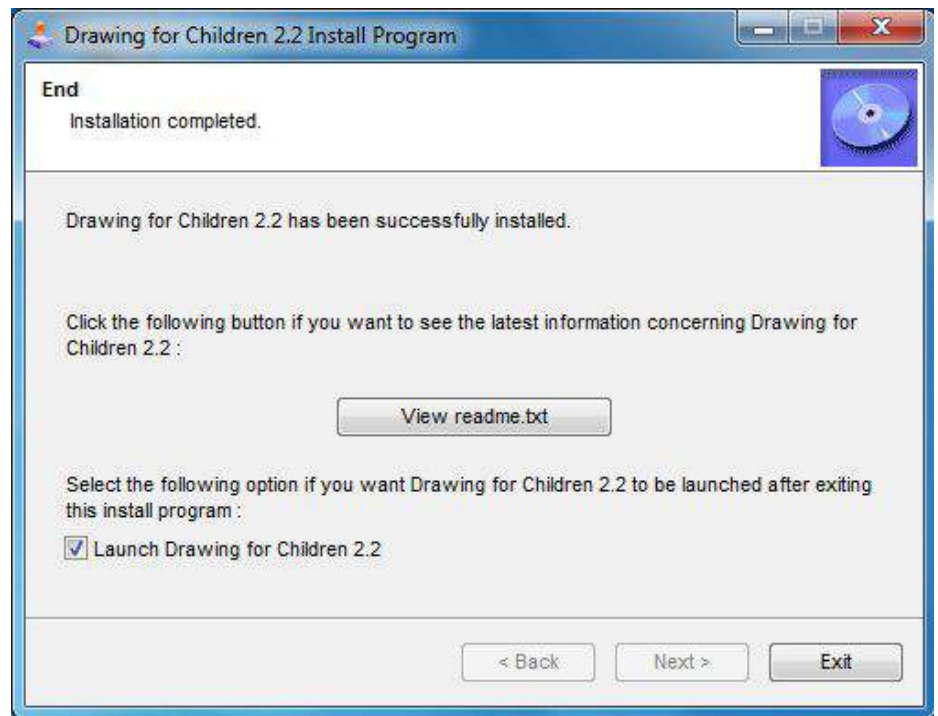 Drawing for Children 2.2 Install Program
End
Installation completed.
Drawing for Children 2.2 has been successfully installed.
Click the following button if you want to see the latest information concerning Drawing for
Children 2.2 :
View readme.txt
Select the following option if you want Drawing for Children 2.2 to be launched after exiting
this install program :
Launch Drawing for Children 2.2
< Back
Next >
Exit